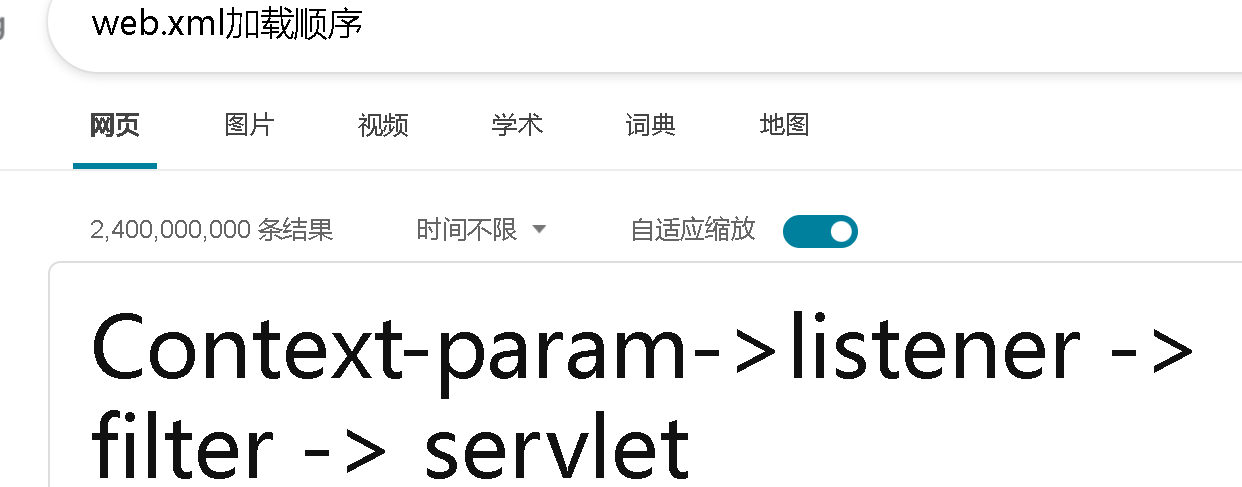 web.xml加载顺序
网页 图片 视频 学术 词典 地图
2,400,000,000 条结果 时间不限 自适应缩放
Context-param->listener ->
filter -> servlet